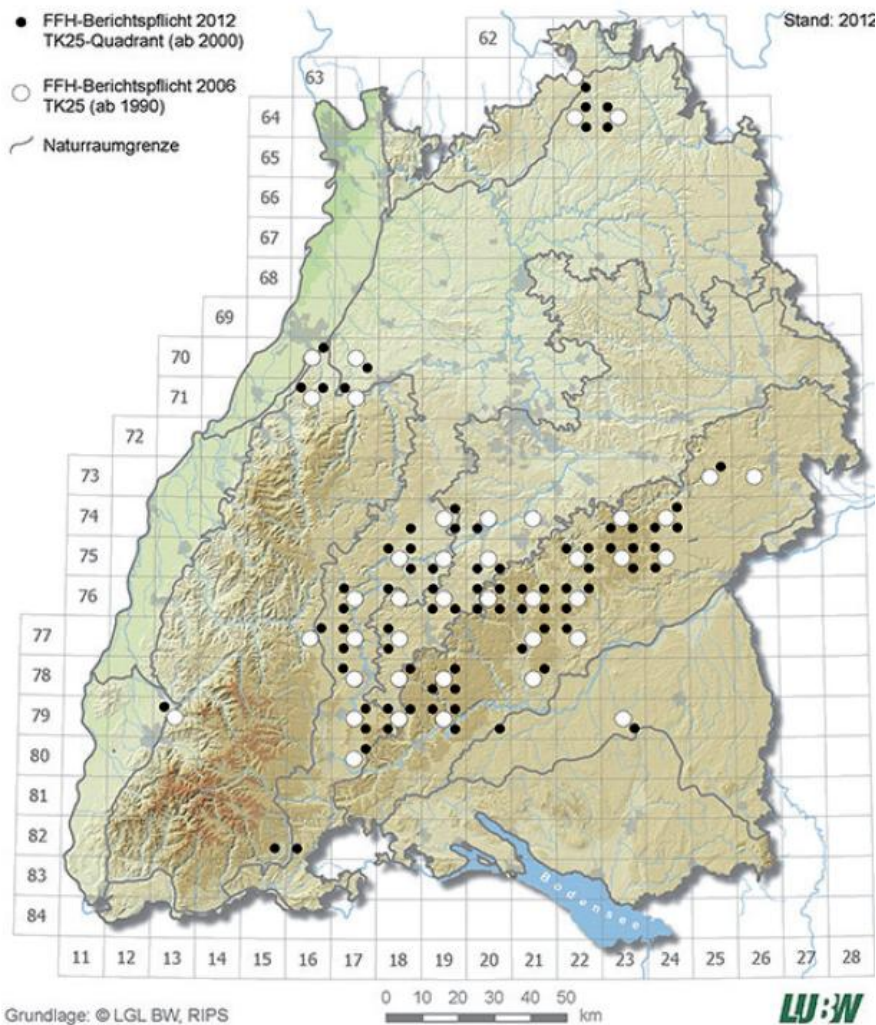 FFH-Berichtspflicht 2012
TK25-Quadrant (ab 2000)
FFH-Berichtspflicht 2006
TK25 (ab 1990)
Naturraumgrenze
Stand: 2012
62
63
64
65
66
67
68
69
70
71
72
73
74
75
76
77
78
79
80
81
82
83
84
Bodensee
11 12 13 14 15 16 17 18 19 20 21 22 23 24 25 26 27 28
Grundlage: © LGL BW, RIPS
0 10 20 30 40 50
km
LUBW